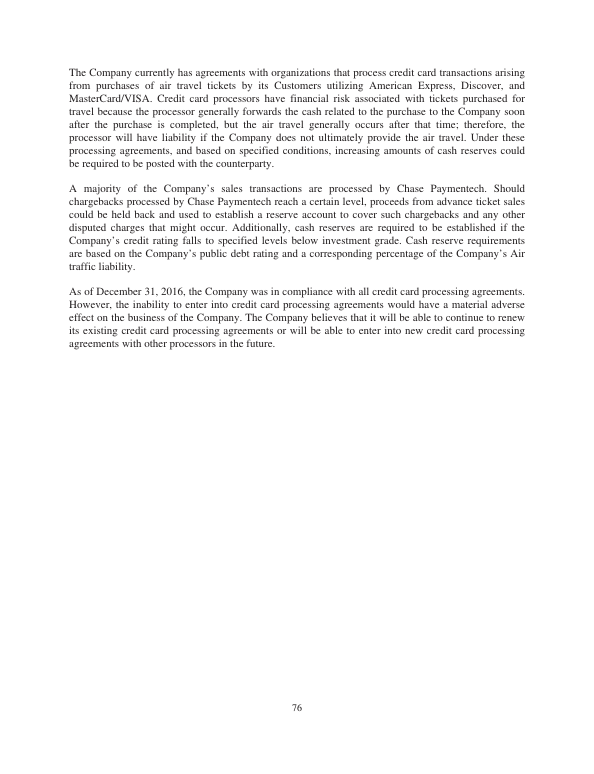 The Company currently has agreements with organizations that process credit card transactions arising
from purchases of air travel tickets by its Customers utilizing American Express, Discover, and
MasterCard/VISA. Credit card processors have financial risk associated with tickets purchased for
travel because the processor generally forwards the cash related to the purchase to the Company soon
after the purchase is completed, but the air travel generally occurs after that time; therefore, the
processor will have liability if the Company does not ultimately provide the air travel. Under these
processing agreements, and based on specified conditions, increasing amounts of cash reserves could
be required to be posted with the counterparty.
A majority of the Company’s sales transactions are processed by Chase Paymentech. Should
chargebacks processed by Chase Paymentech reach a certain level, proceeds from advance ticket sales
could be held back and used to establish a reserve account to cover such chargebacks and any other
disputed charges that might occur. Additionally, cash reserves are required to be established if the
Company’s credit rating falls to specified levels below investment grade. Cash reserve requirements
are based on the Company’s public debt rating and a corresponding percentage of the Company’s Air
traffic liability.
As of December 31, 2016, the Company was in compliance with all credit card processing agreements.
However, the inability to enter into credit card processing agreements would have a material adverse
effect on the business of the Company. The Company believes that it will be able to continue to renew
its existing credit card processing agreements or will be able to enter into new credit card processing
agreements with other processors in the future.
76